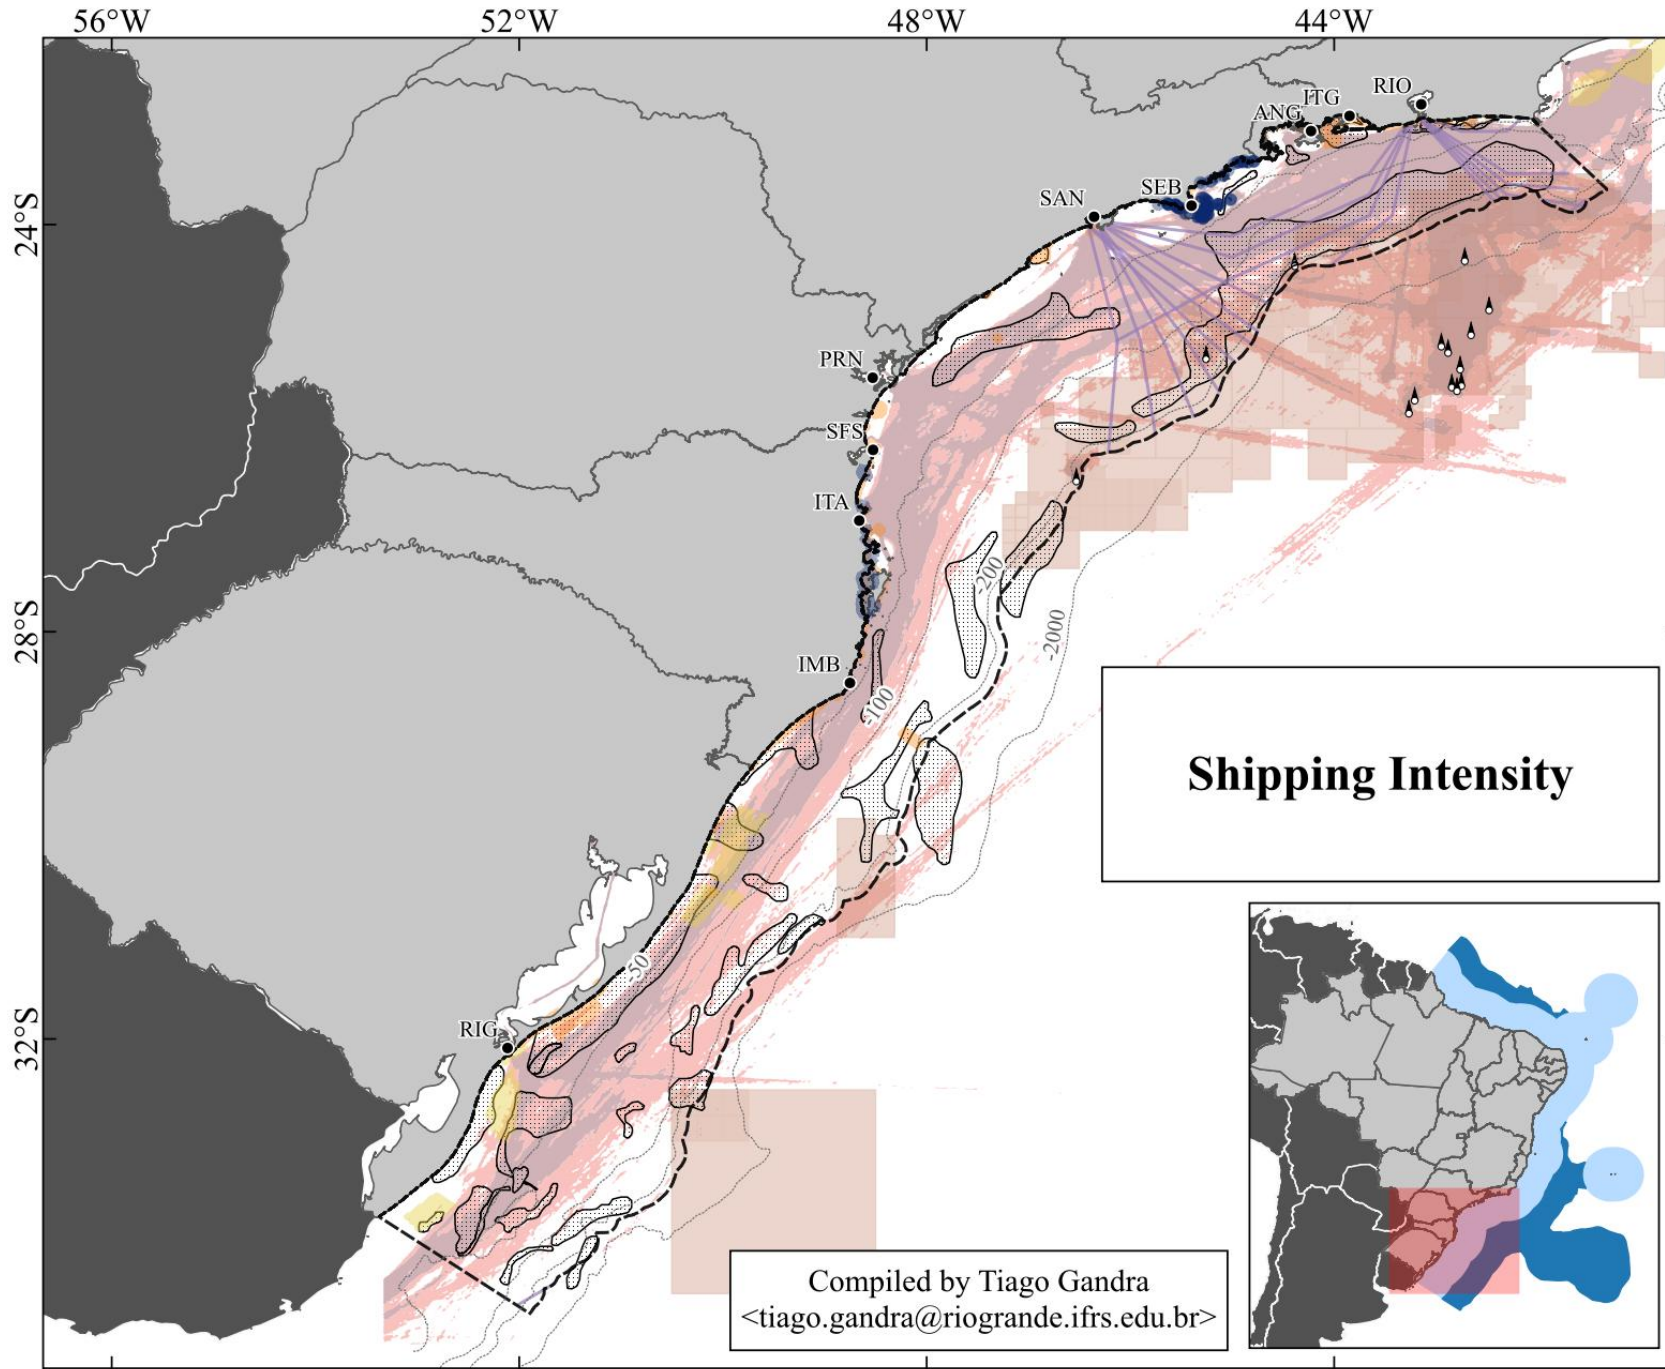 56°W 52°W 48°W 44°W
RIO
ITG
ANG
SEB
SAN
24°S
PRN
SFS
ITA
-200
28°S
-2000
IMB
-100
Shipping Intensity
-50
RIG
32°S
Compiled by Tiago Gandra
<tiago.gandra@riogrande.ifrs.edu.br>